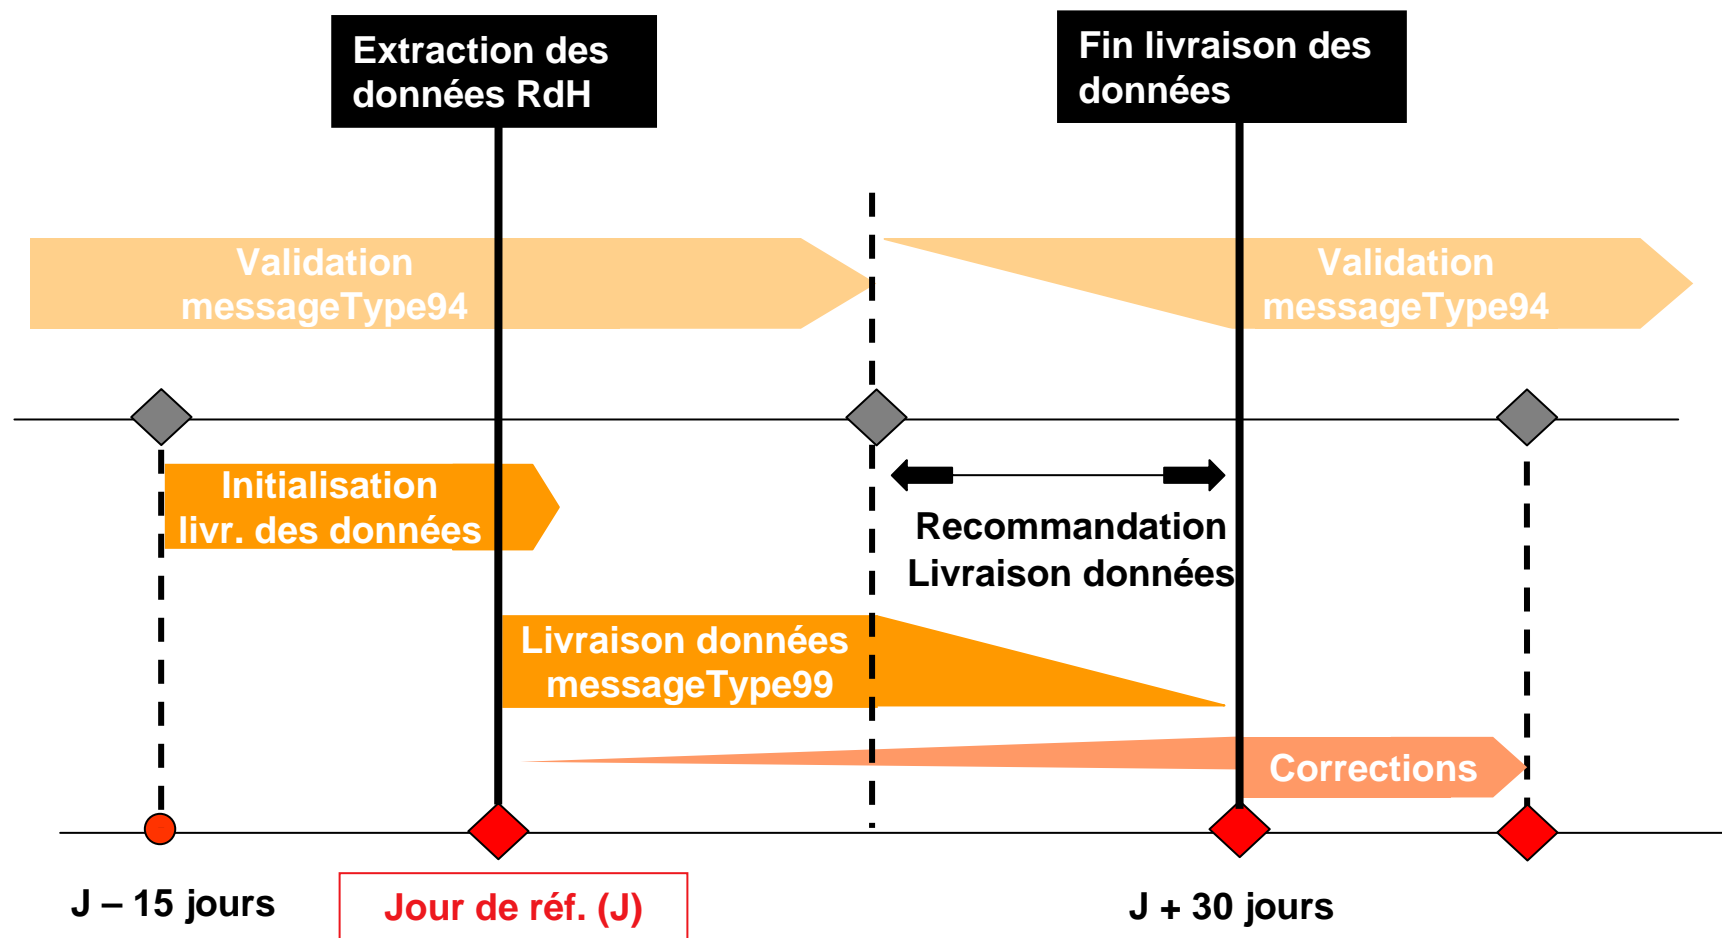 Extraction des
données RdH
Fin livraison des
données
Validation
messageType94
Validation
messageType94
Initialisation
livr. des données
Recommandation
Livraison données
Livraison données
messageType99
Corrections
J – 15 jours
Jour de réf. (J)
J + 30 jours